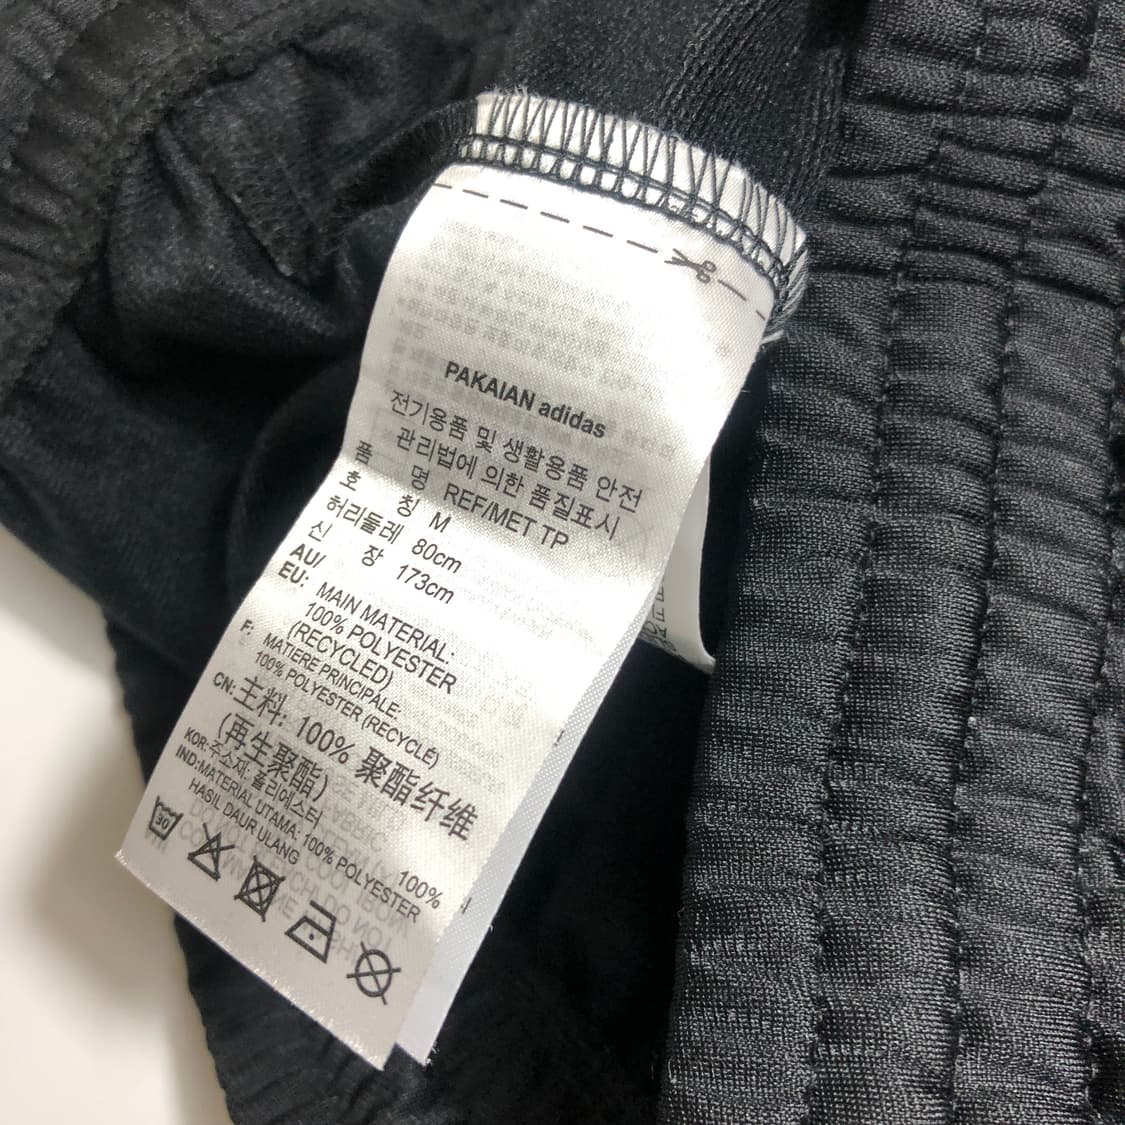 PAKAIAN adidas
전기용품 및 생활용품 안전
관리법에 의한 품질표시
품 명 REF/MET TP
호 칭 M
허리둘레 80cm
신 장 173cm
AU/
EU: MAIN MATERIAL:
100% POLYESTER
(RECYCLED)
F: MATIERE PRINCIPALE:
100% POLYESTER (RECYCLÉ)
CN: 主料: 100% 聚酯纤维
(再生聚酯)
KOR: 주소재: 폴리에스터 100%
IND: MATERIAL UTAMA: 100% POLYESTER
HASIL DAUR ULANG
30